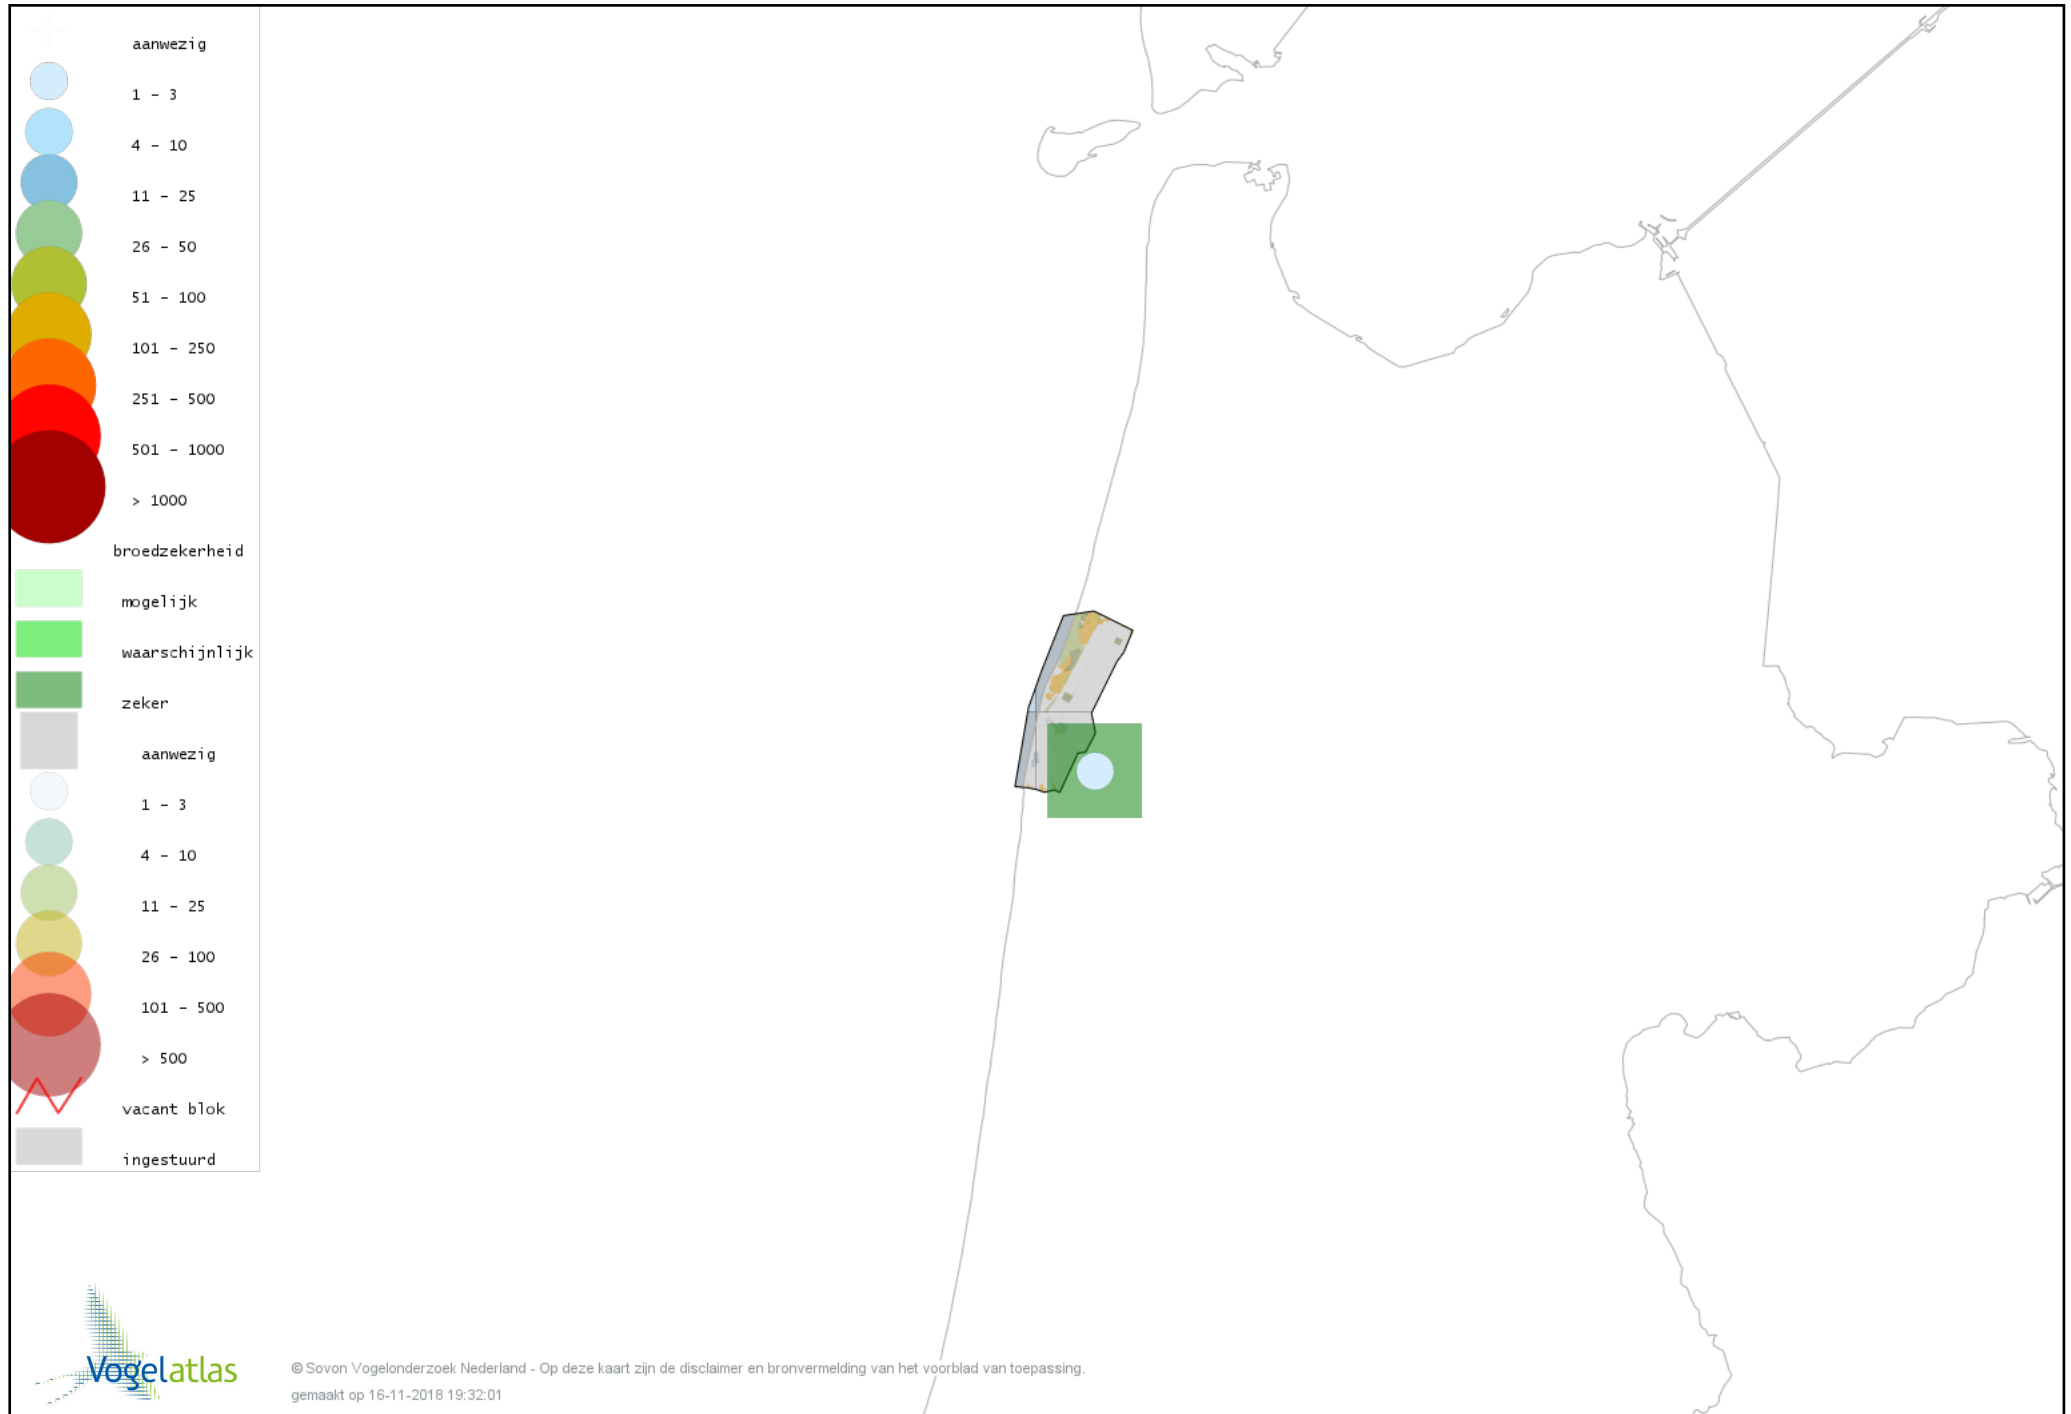 aanwezig
1 - 3
4 - 10
11 - 25
26 - 50
51 - 100
101 - 250
251 - 500
501 - 1000
> 1000
broedzekerheid
mogelijk
waarschijnlijk
zeker
aanwezig
1 - 3
4 - 10
11 - 25
26 - 100
101 - 500
> 500
vacant blok
ingestuurd
Vogelatlas
© Sovon Vogelonderzoek Nederland - Op deze kaart zijn de disclaimer en bronvermelding van het voorblad van toepassing.
gemaakt op 16-11-2018 19:32:01